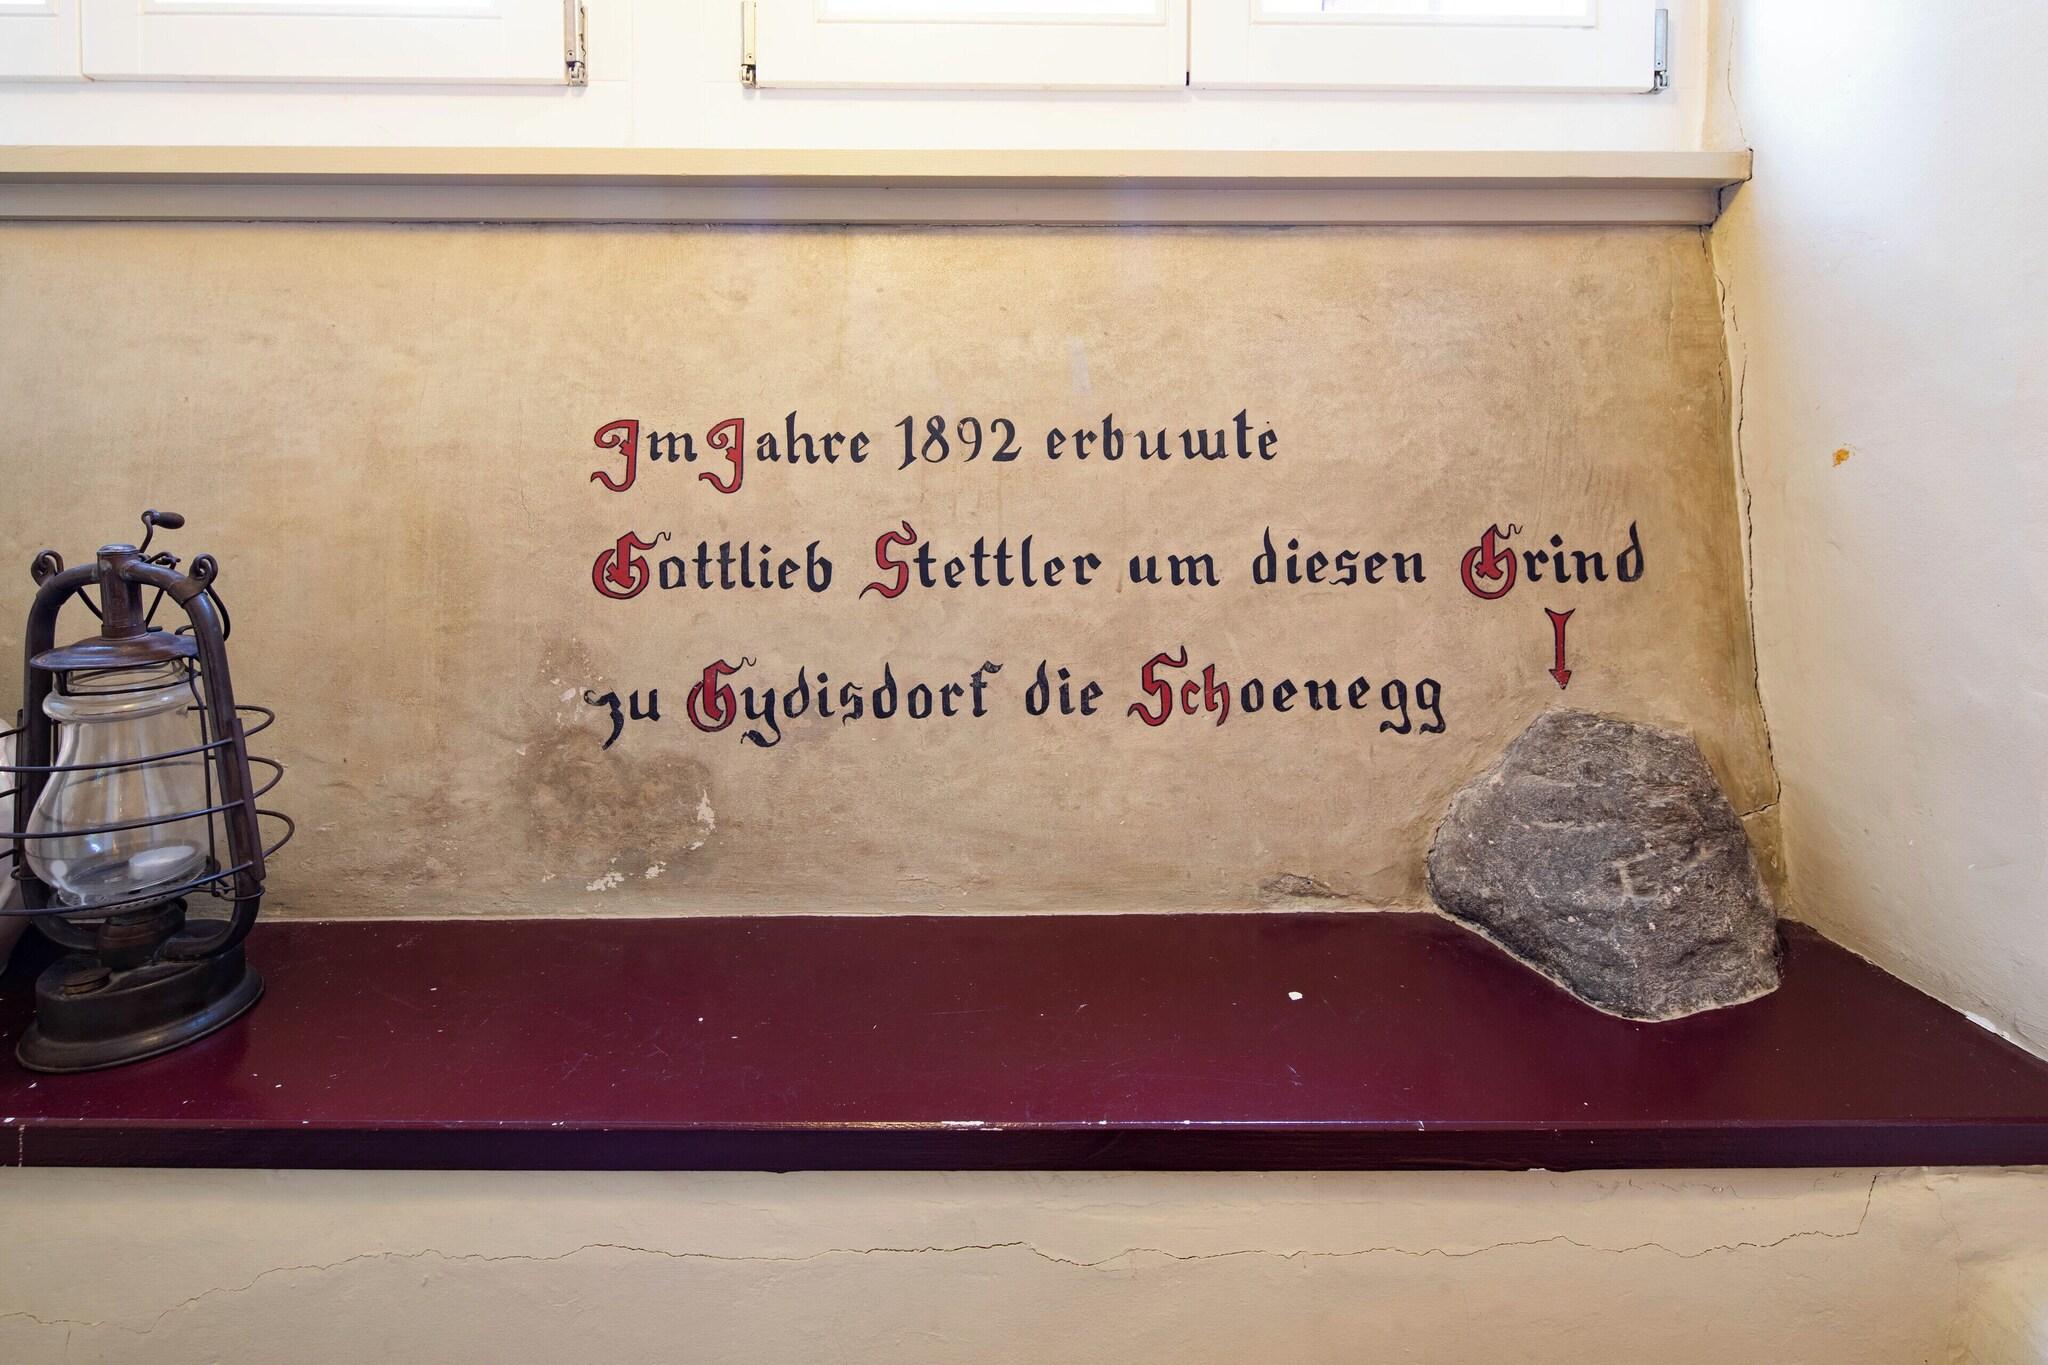 Im Jahre 1892 erbuwte
Gottlieb Stettler um diesen Grind
zu Gydisdorf die Schoenegg